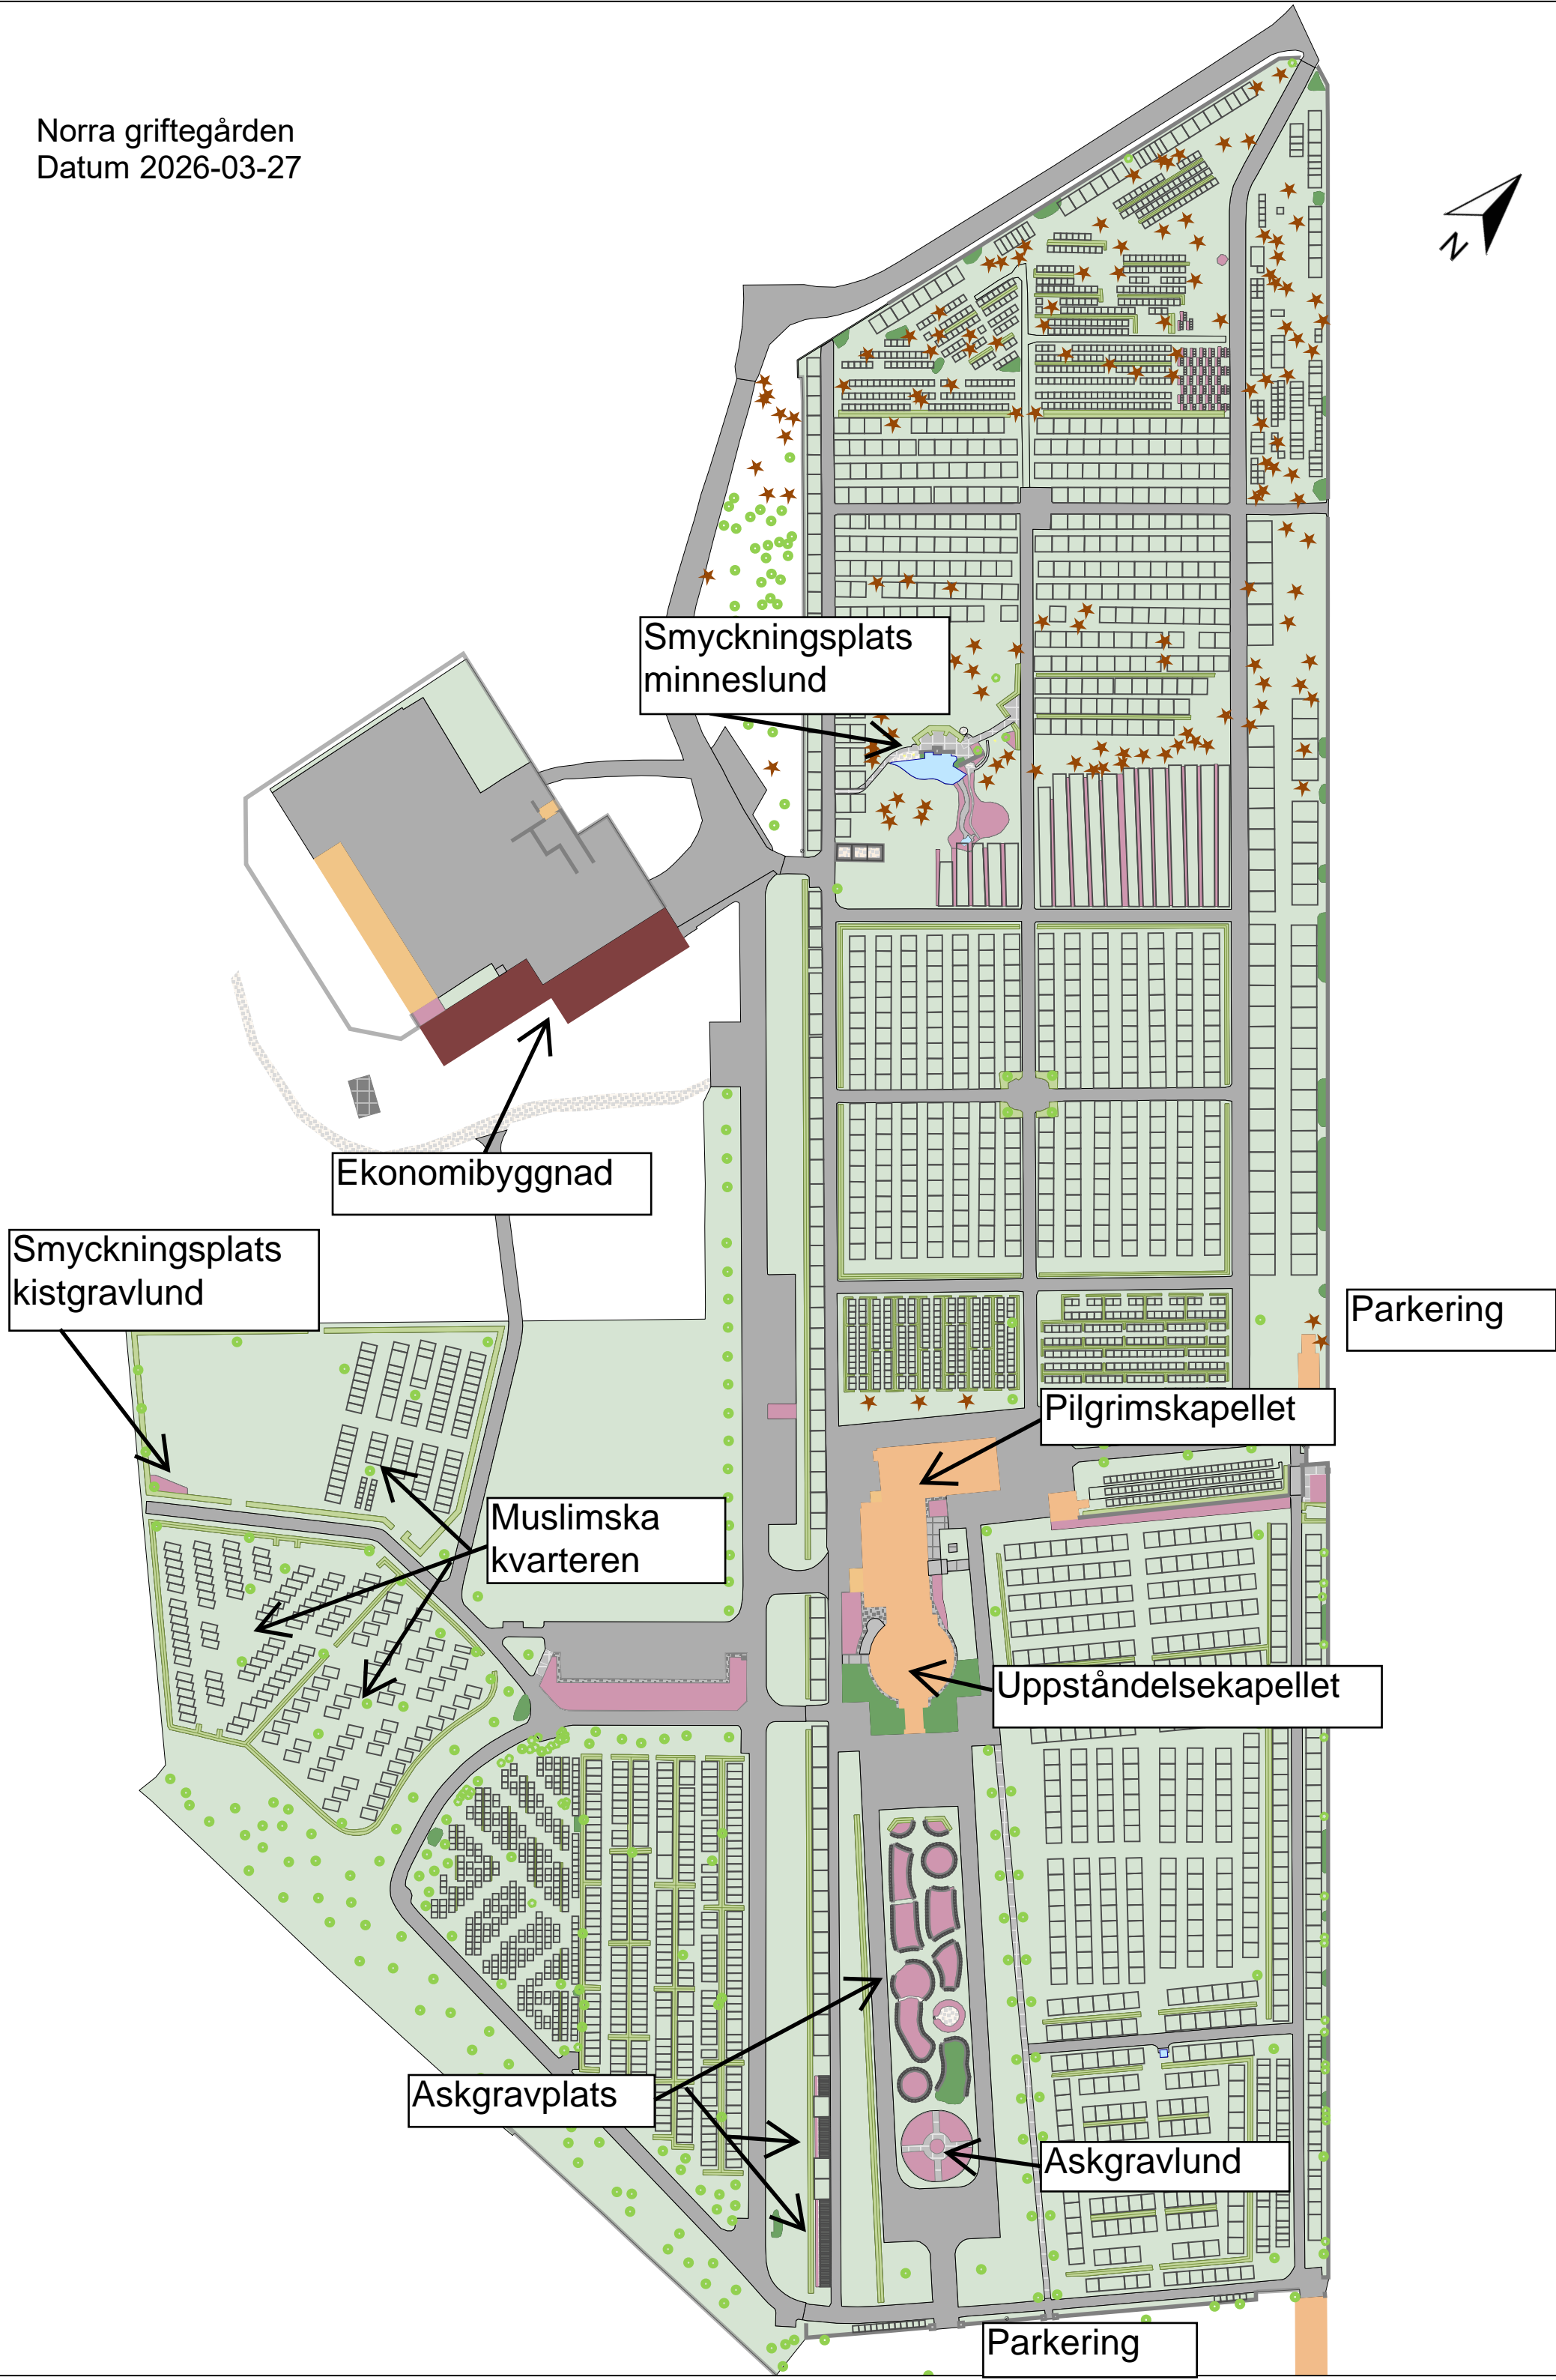 Norra griftegården
Datum 2026-03-27
N
Smyckningsplats
minneslund
Ekonomibyggnad
Smyckningsplats
kistgravlund
Parkering
Pilgrimskapellet
Muslimska
kvarteren
Uppståndelsekapellet
Askgravplats
Askgravlund
Parkering